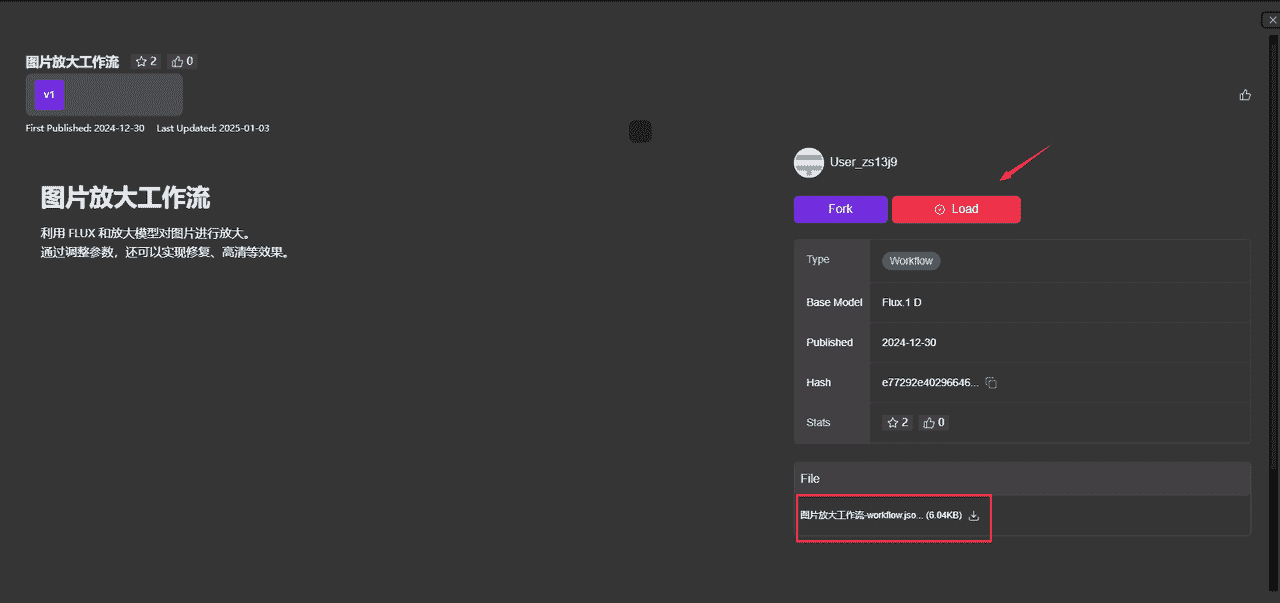 图片放大工作流 2 0
v1
First Published: 2024-12-30 Last Updated: 2025-01-03
图片放大工作流
利用 FLUX 和放大模型对图片进行放大。
通过调整参数，还可以实现修复、高清等效果。
User_zs13j9
Fork Load
Type Workflow
Base Model Flux.1 D
Published 2024-12-30
Hash e77292e40296646...
Stats 2 0
File
图片放大工作流-workflow.jso... (6.04KB)